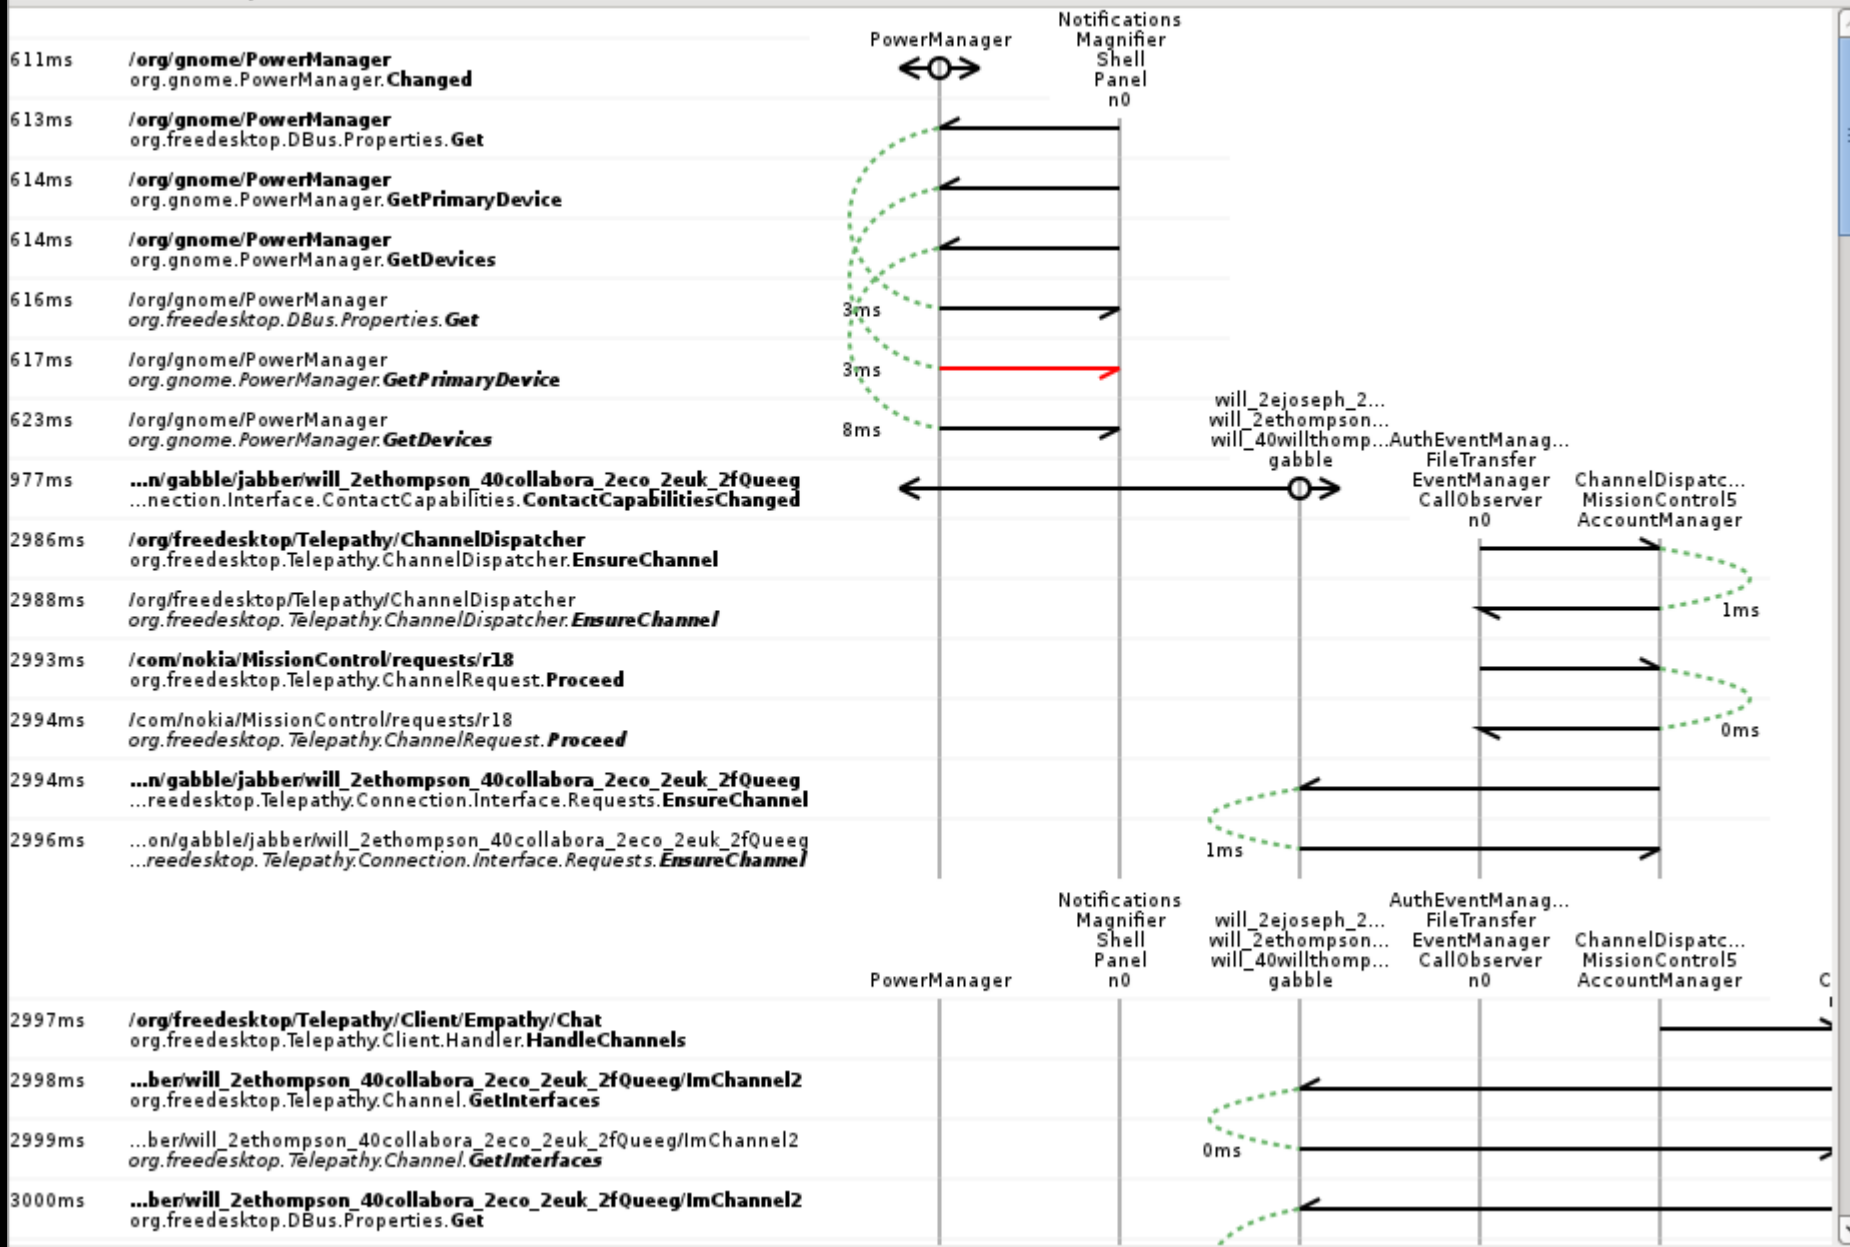 Notifications
PowerManager
Magnifier
Shell
Panel
n0
611ms
/org/gnome/PowerManager
org.gnome.PowerManager.Changed
613ms
/org/gnome/PowerManager
org.freedesktop.DBus.Properties.Get
614ms
/org/gnome/PowerManager
org.gnome.PowerManager.GetPrimaryDevice
614ms
/org/gnome/PowerManager
org.gnome.PowerManager.GetDevices
616ms
/org/gnome/PowerManager
org.freedesktop.DBus.Properties.Get
3ms
617ms
/org/gnome/PowerManager
org.gnome.PowerManager.GetPrimaryDevice
3ms
623ms
/org/gnome/PowerManager
org.gnome.PowerManager.GetDevices
8ms
will_2ejoseph_2...
will_2ethompson...
will_40willthomp...
gabble
AuthEventManag...
FileTransfer
EventManager
CallObserver
n0
ChannelDispatc...
MissionControl5
AccountManager
977ms
...n/gabble/jabber/will_2ethompson_40collabora_2eco_2euk_2fQueeg
...nection.Interface.ContactCapabilities.ContactCapabilitiesChanged
2986ms
/org/freedesktop/Telepathy/ChannelDispatcher
org.freedesktop.Telepathy.ChannelDispatcher.EnsureChannel
2988ms
/org/freedesktop/Telepathy/ChannelDispatcher
org.freedesktop.Telepathy.ChannelDispatcher.EnsureChannel
1ms
2993ms
/com/nokia/MissionControl/requests/r18
org.freedesktop.Telepathy.ChannelRequest.Proceed
2994ms
/com/nokia/MissionControl/requests/r18
org.freedesktop.Telepathy.ChannelRequest.Proceed
0ms
2994ms
...n/gabble/jabber/will_2ethompson_40collabora_2eco_2euk_2fQueeg
...reedesktop.Telepathy.Connection.Interface.Requests.EnsureChannel
2996ms
...on/gabble/jabber/will_2ethompson_40collabora_2eco_2euk_2fQueeg
...reedesktop.Telepathy.Connection.Interface.Requests.EnsureChannel
1ms
PowerManager
Notifications
Magnifier
Shell
Panel
n0
will_2ejoseph_2...
will_2ethompson...
will_40willthomp...
gabble
AuthEventManag...
FileTransfer
EventManager
CallObserver
n0
ChannelDispatc...
MissionControl5
AccountManager
C
2997ms
/org/freedesktop/Telepathy/Client/Empathy/Chat
org.freedesktop.Telepathy.Client.Handler.HandleChannels
2998ms
...ber/will_2ethompson_40collabora_2eco_2euk_2fQueeg/ImChannel2
org.freedesktop.Telepathy.Channel.GetInterfaces
2999ms
...ber/will_2ethompson_40collabora_2eco_2euk_2fQueeg/ImChannel2
org.freedesktop.Telepathy.Channel.GetInterfaces
0ms
3000ms
...ber/will_2ethompson_40collabora_2eco_2euk_2fQueeg/ImChannel2
org.freedesktop.DBus.Properties.Get